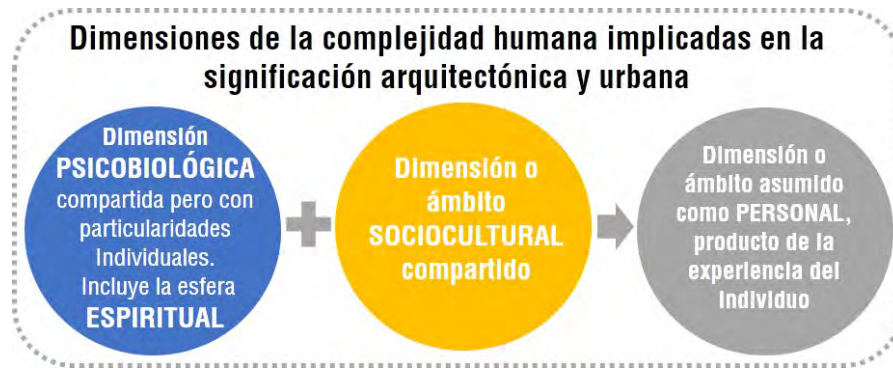 Dimensiones de la complejidad humana implicadas en la
significación arquitectónica y urbana
Dimensión
PSICOBIOLÓGICA
compartida pero con
particularidades
Individuales.
Incluye la esfera
ESPIRITUAL
Dimensión o
ámbito
SOCIOCULTURAL
compartido
Dimensión o
ámbito asumido
como PERSONAL,
producto de la
experiencia del
individuo